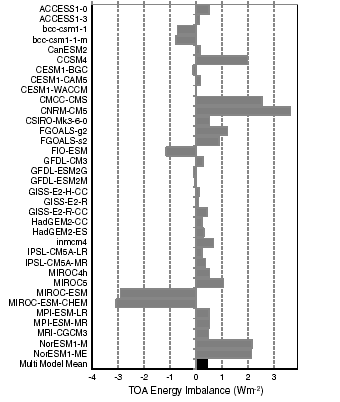 ACCESS1-0
ACCESS1-3
bcc-csm1-1
bcc-csm1-1-m
CanESM2
CCSM4
CESM1-BGC
CESM1-CAM5
CESM1-WACCM
CMCC-CMS
CNRM-CM5
CSIRO-Mk3-6-0
FGOALS-g2
FGOALS-s2
FIO-ESM
GFDL-CM3
GFDL-ESM2G
GFDL-ESM2M
GISS-E2-H-CC
GISS-E2-R
GISS-E2-R-CC
HadGEM2-CC
HadGEM2-ES
inmcm4
IPSL-CM5A-LR
IPSL-CM5A-MR
MIROC4h
MIROC5
MIROC-ESM
MIROC-ESM-CHEM
MPI-ESM-LR
MPI-ESM-MR
MRI-CGCM3
NorESM1-M
NorESM1-ME
Multi Model Mean
-4 -3 -2 -1 0 1 2 3
TOA Energy Imbalance (Wm⁻²)